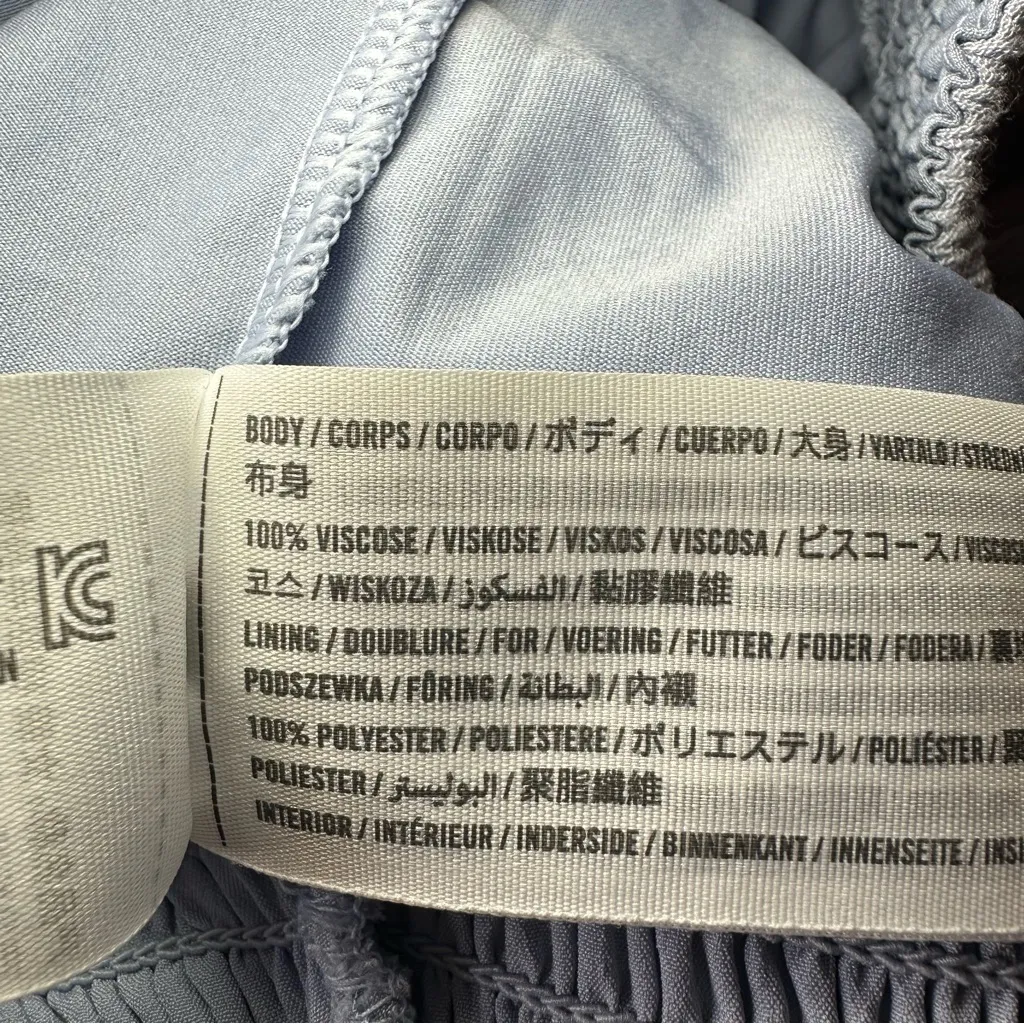 BODY / CORPS / CORPO / ボディ / CUERPO / 大身 / VARTALO /
布身
100% VISCOSE / VISKOSE / VISKOS / VISCOSA / ビスコース /
코스 / WISKOZA / الفسكوز / 黏膠纖維
LINING / DOUBLURE / FOR / VOERING / FUTTER / FODER / FODERA /
PODSZEWKA / FÔRING / البطانة / 內襯
100% POLYESTER / POLIESTERE / ポリエステル / POLIÉSTER /
POLIESTER / البوليستر / 聚脂纖維
INTERIOR / INTÉRIEUR / INDERSIDE / BINNENKANT / INNENSEITE /
KC